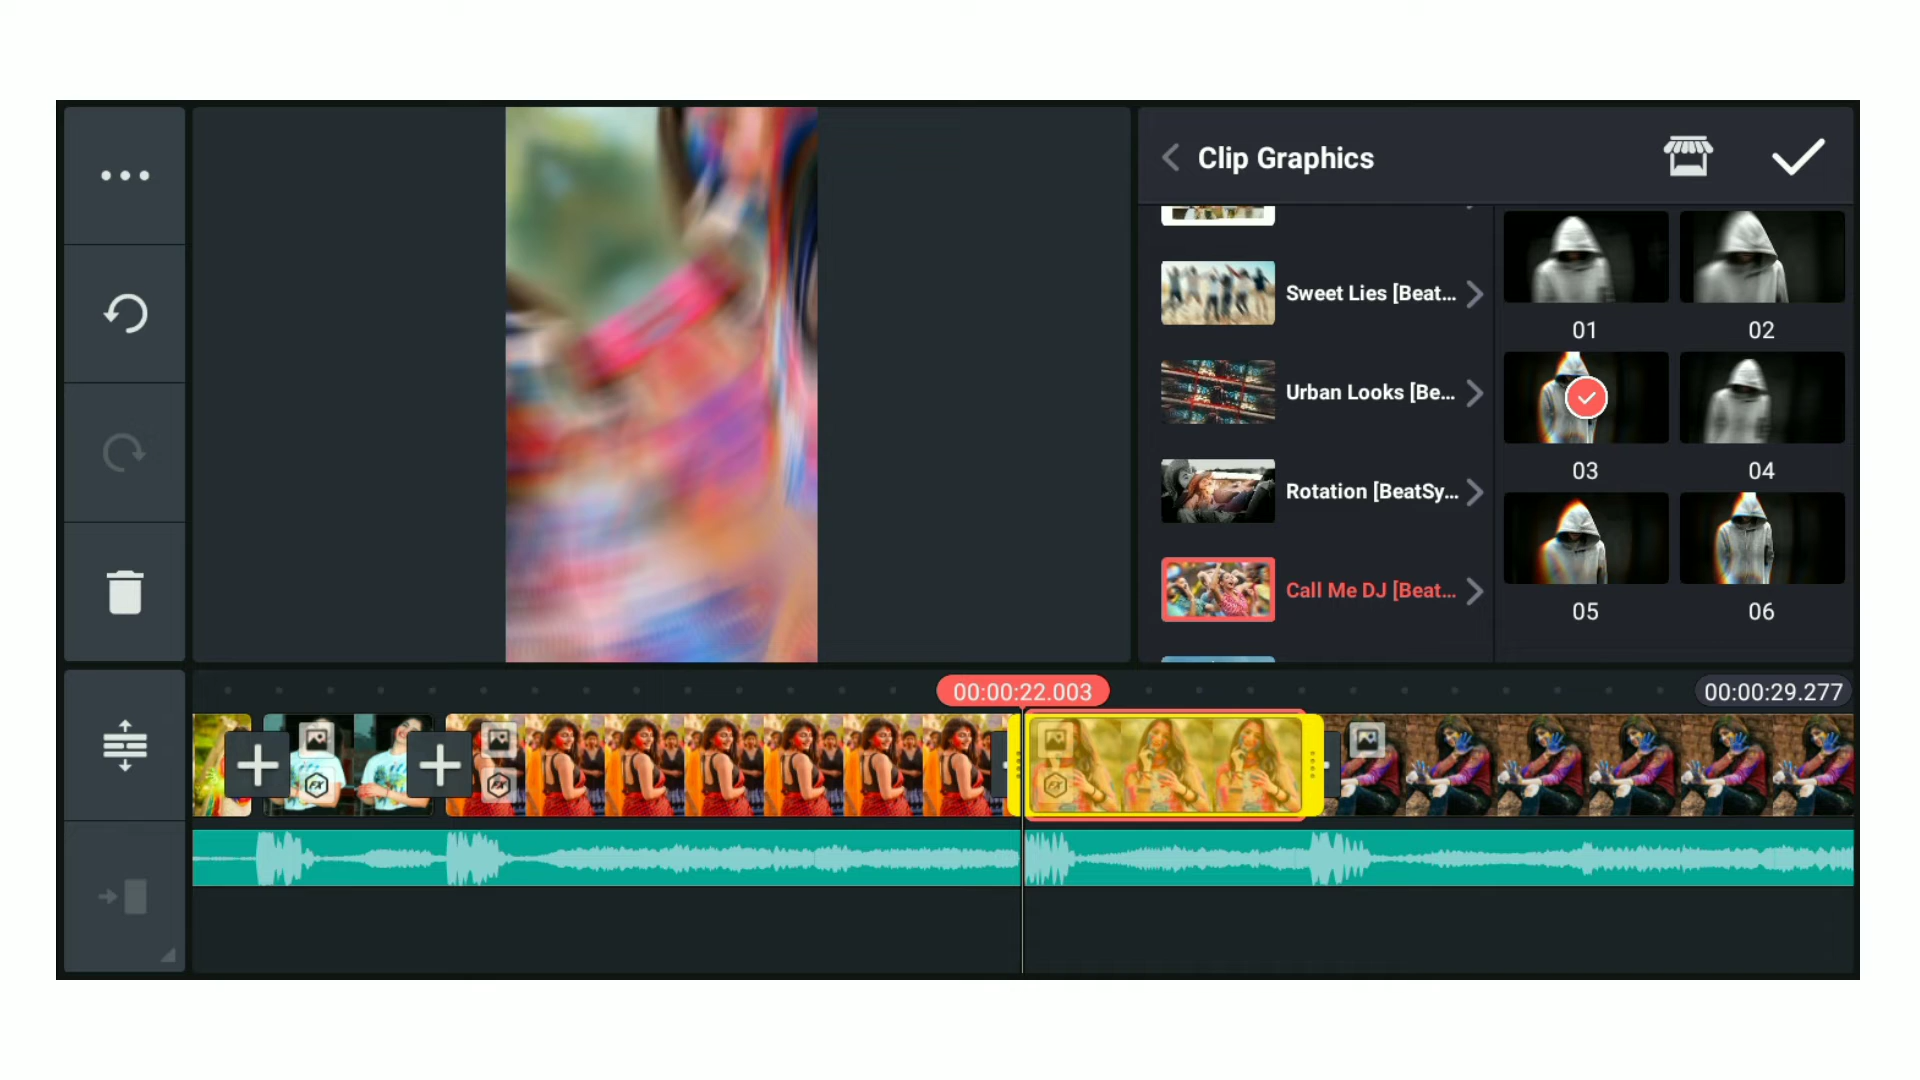 Clip Graphics
Sweet Lies [Beat...
Urban Looks [Be...
Rotation [BeatSy...
Call Me DJ [Beat...
01
02
03
04
05
06
00:00:22.003
00:00:29.277